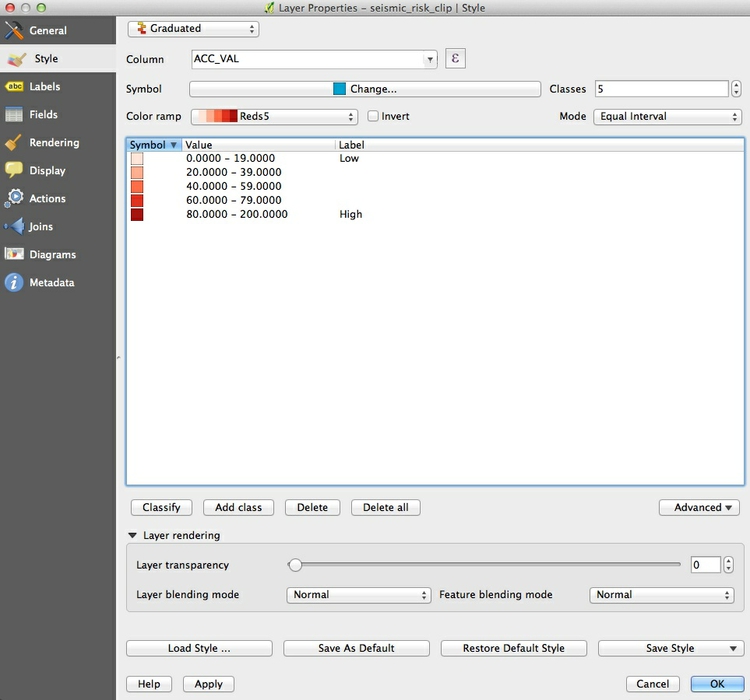 Layer Properties – seismic_risk_clip | Style
General
Style
abc Labels
Fields
Rendering
Display
Actions
Joins
Diagrams
i Metadata
Graduated
Column ACC_VAL ε
Symbol Change... Classes 5
Color ramp Reds5 Invert Mode Equal Interval
Symbol Value Label
0.0000 – 19.0000 Low
20.0000 – 39.0000
40.0000 – 59.0000
60.0000 – 79.0000
80.0000 – 200.0000 High
Classify Add class Delete Delete all Advanced
Layer rendering
Layer transparency 0
Layer blending mode Normal Feature blending mode Normal
Load Style ... Save As Default Restore Default Style Save Style
Help Apply Cancel OK